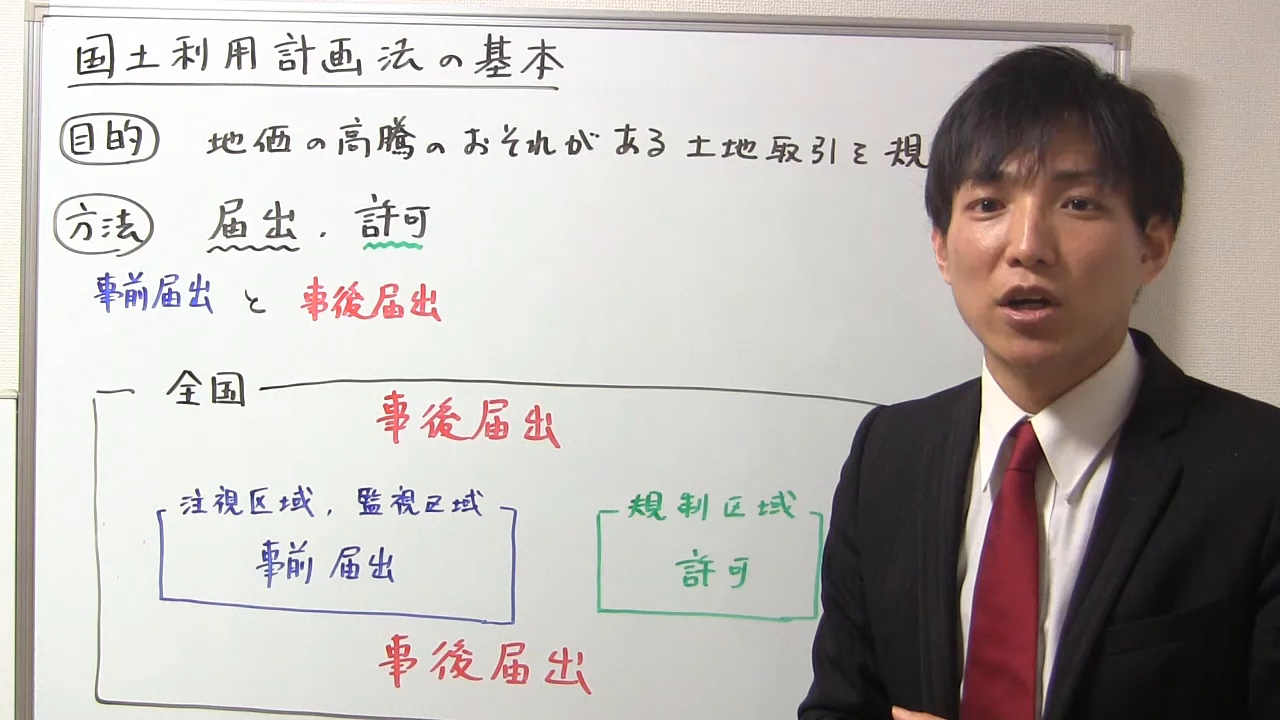 国土利用計画法の基本
目的 地価の高騰のおそれがある土地取引を規
方法 届出.許可
事前届出と事後届出
全国
事後届出
注視区域,監視区域 規制区域
事前届出 許可
事後届出